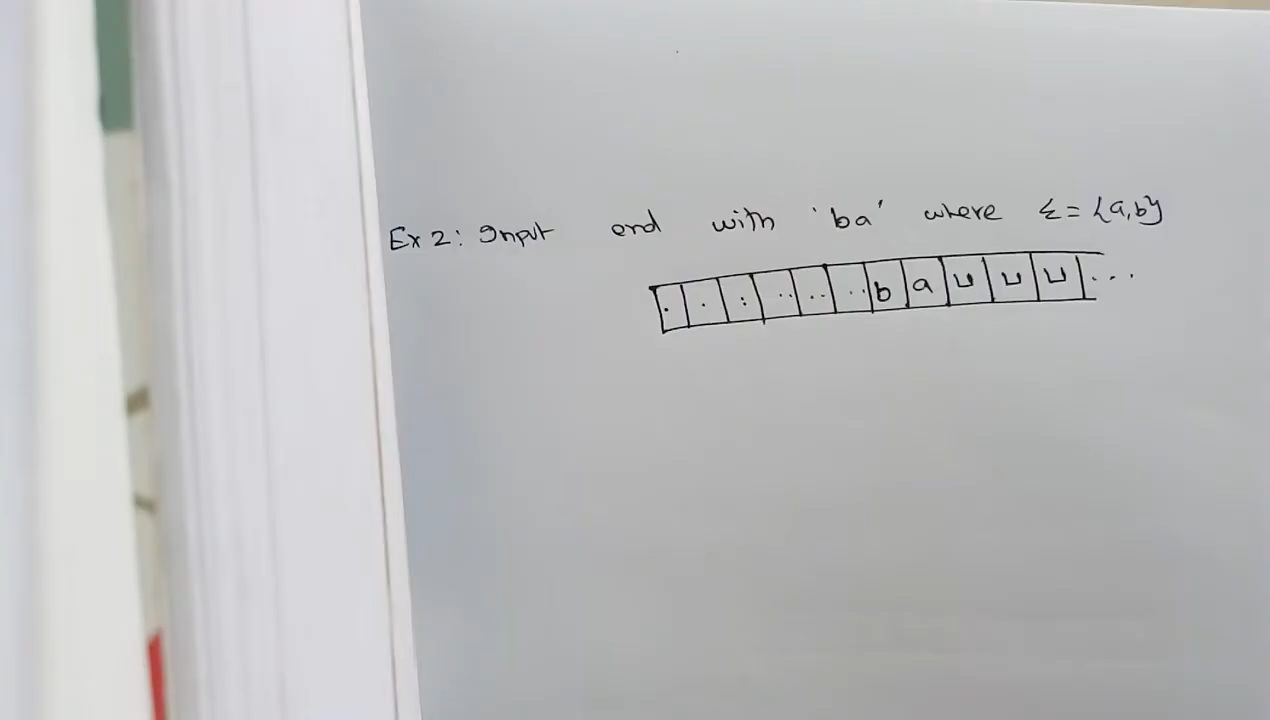 Ex 2: Input end with 'ba' where Σ = {a,b}
. . : .. .. .. b a ⊔ ⊔ ⊔ ...